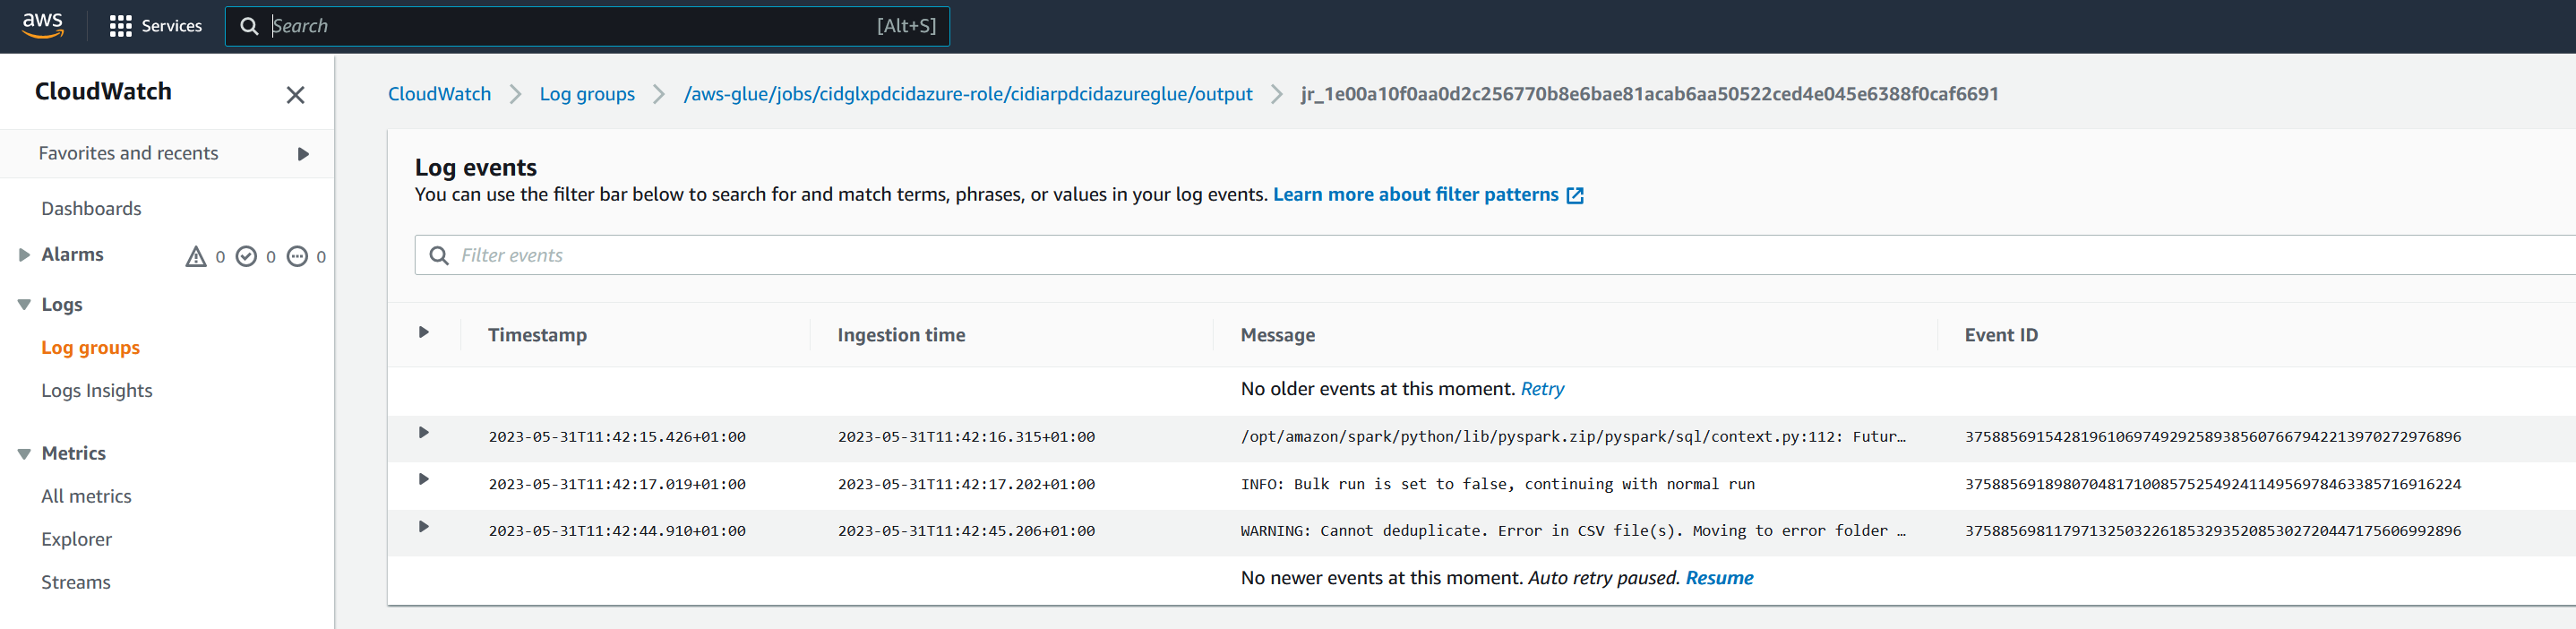 aws Services Search [Alt+S]
CloudWatch
Favorites and recents
Dashboards
Alarms 0 0 0
Logs
Log groups
Logs Insights
Metrics
All metrics
Explorer
Streams
CloudWatch Log groups /aws-glue/jobs/cidglxpdcidazure-role/cidiarpdcidazureglue/output jr_1e00a10f0aa0d2c256770b8e6bae81acab6aa50522ced4e045e6388f0caf6691
Log events
You can use the filter bar below to search for and match terms, phrases, or values in your log events. Learn more about filter patterns
Filter events
Timestamp Ingestion time Message Event ID
No older events at this moment. Retry
2023-05-31T11:42:15.426+01:00 2023-05-31T11:42:16.315+01:00 /opt/amazon/spark/python/lib/pyspark.zip/pyspark/sql/context.py:112: Futur… 37588569154281961069749292589385607667942213970272976896
2023-05-31T11:42:17.019+01:00 2023-05-31T11:42:17.202+01:00 INFO: Bulk run is set to false, continuing with normal run 37588569189807048171008575254924114956978463385716916224
2023-05-31T11:42:44.910+01:00 2023-05-31T11:42:45.206+01:00 WARNING: Cannot deduplicate. Error in CSV file(s). Moving to error folder … 37588569811797132503226185329352085302720447175606992896
No newer events at this moment. Auto retry paused. Resume